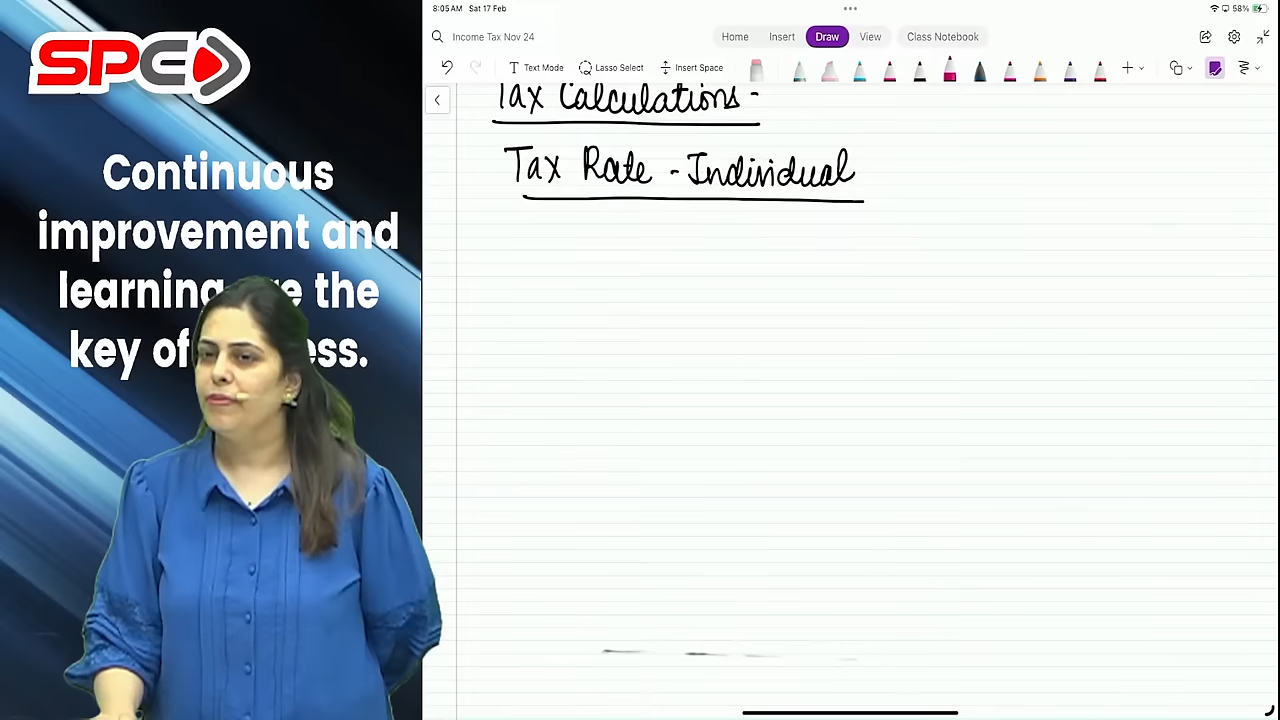 SPC
Continuous
improvement and
learning are the
key of ess.
8:05 AM Sat 17 Feb
58%
Income Tax Nov 24
Home Insert Draw View Class Notebook
Text Mode Lasso Select Insert Space
Tax Calculations -
Tax Rate - Individual